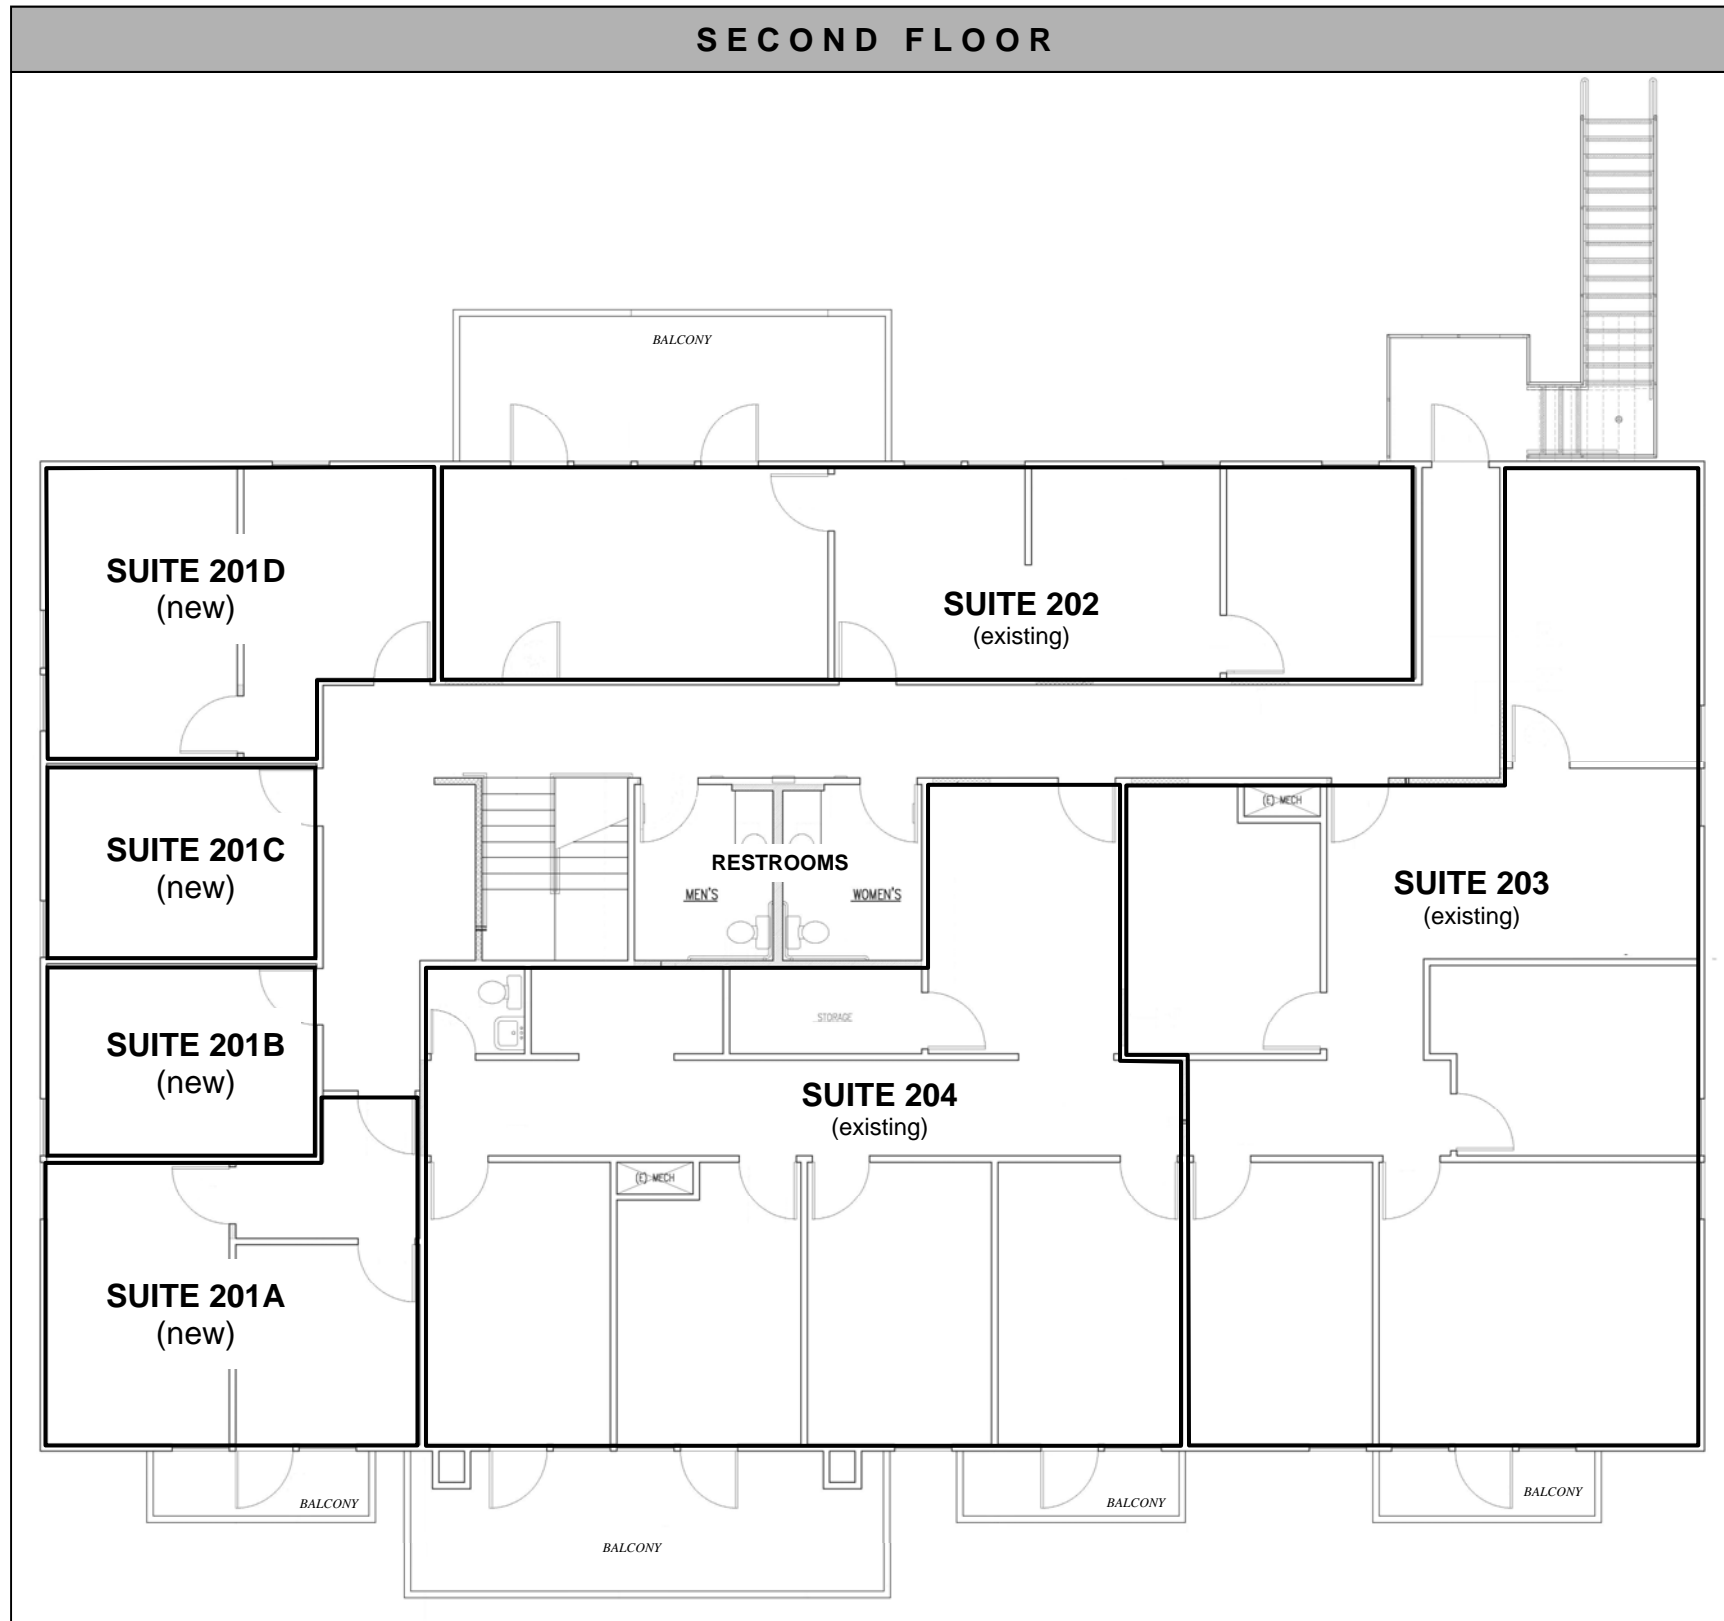 SECOND FLOOR
BALCONY
SUITE 201D
(new)
SUITE 202
(existing)
(E) MECH
SUITE 201C
(new)
RESTROOMS
MEN'S
WOMEN'S
SUITE 203
(existing)
STORAGE
SUITE 201B
(new)
SUITE 204
(existing)
(E) MECH
SUITE 201A
(new)
BALCONY
BALCONY
BALCONY
BALCONY